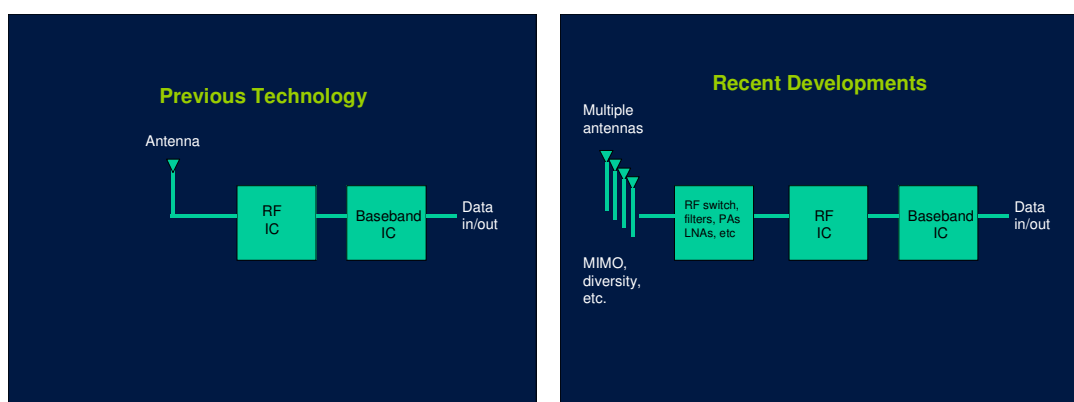 Previous Technology
Antenna
RF
IC
Baseband
IC
Data
in/out
Recent Developments
Multiple
antennas
RF switch,
filters, PAs
LNAs, etc
RF
IC
Baseband
IC
Data
in/out
MIMO,
diversity,
etc.